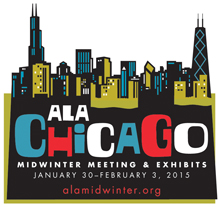 ALA
CHICAGO
MIDWINTER MEETING & EXHIBITS
JANUARY 30–FEBRUARY 3, 2015
alamidwinter.org